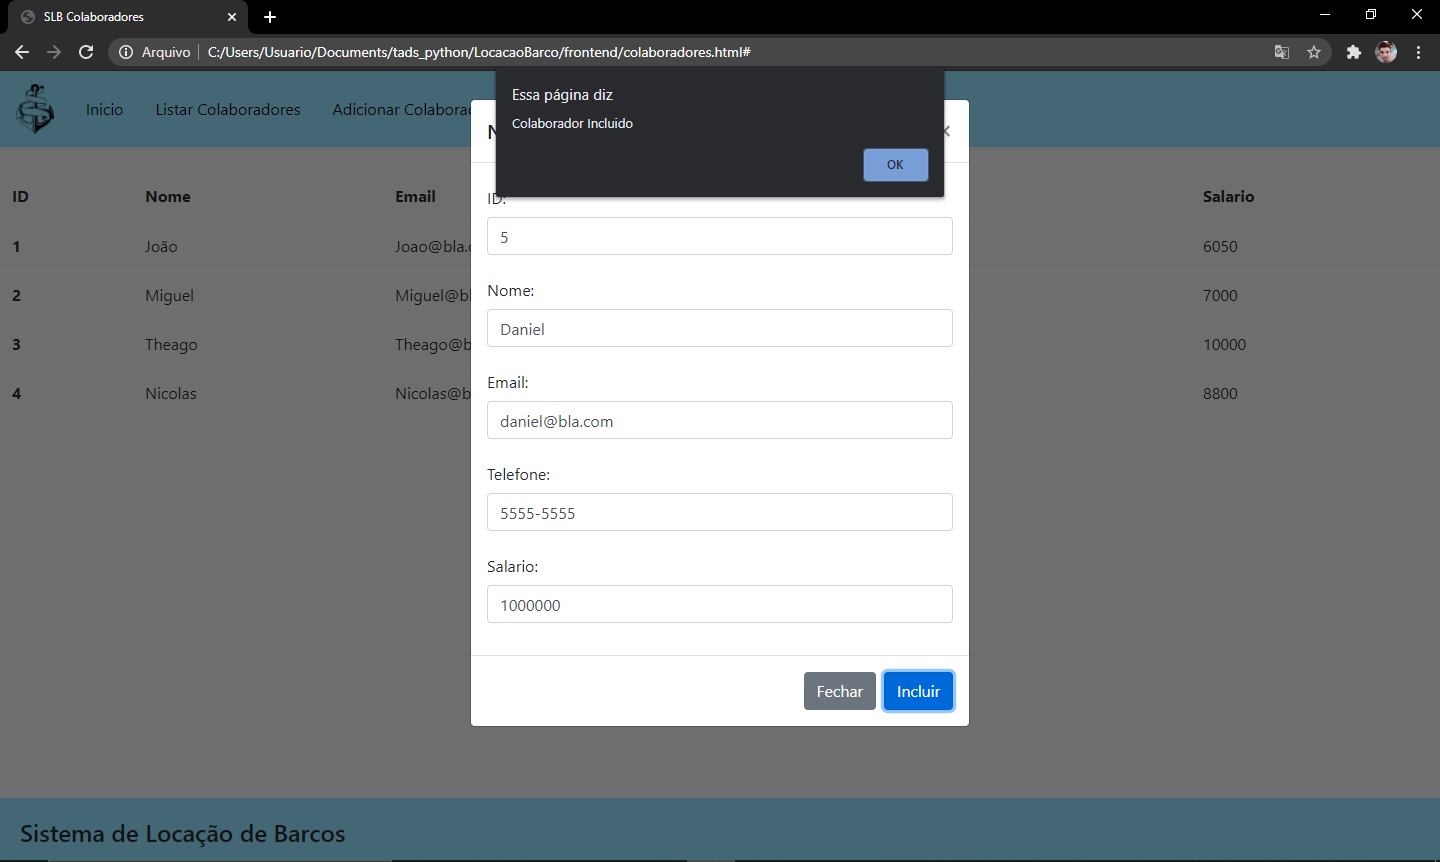 SLB Colaboradores
Arquivo C:/Users/Usuario/Documents/tads_python/LocacaoBarco/frontend/colaboradores.html#
Essa página diz
Colaborador Incluido
OK
Inicio Listar Colaboradores Adicionar Colaborad
N
ID Nome Email Salario
1 João Joao@bla. 6050
2 Miguel Miguel@b 7000
3 Theago Theago@b 10000
4 Nicolas Nicolas@b 8800
ID:
5
Nome:
Daniel
Email:
daniel@bla.com
Telefone:
5555-5555
Salario:
1000000
Fechar Incluir
Sistema de Locação de Barcos